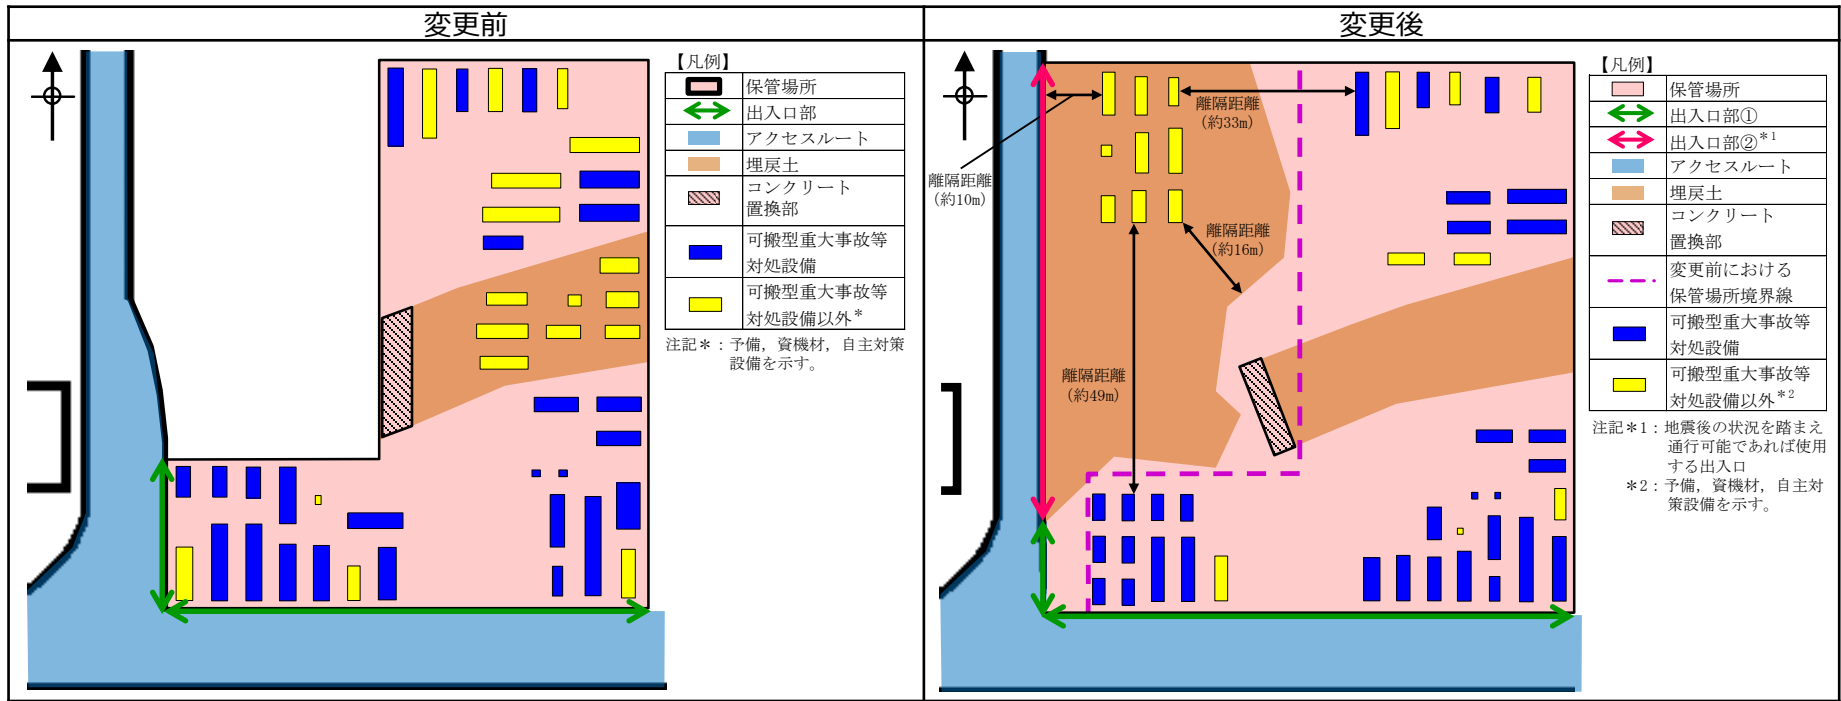 変更前
【凡例】
保管場所
出入口部
アクセスルート
埋戻土
コンクリート
置換部
可搬型重大事故等
対処設備
可搬型重大事故等
対処設備以外*
注記*：予備，資機材，自主対策
設備を示す。
変更後
離隔距離
(約33m)
離隔距離
(約10m)
離隔距離
(約16m)
離隔距離
(約49m)
【凡例】
保管場所
出入口部①
出入口部②*1
アクセスルート
埋戻土
コンクリート
置換部
変更前における
保管場所境界線
可搬型重大事故等
対処設備
可搬型重大事故等
対処設備以外*2
注記*1：地震後の状況を踏まえ
通行可能であれば使用
する出入口
*2：予備，資機材，自主対
策設備を示す。